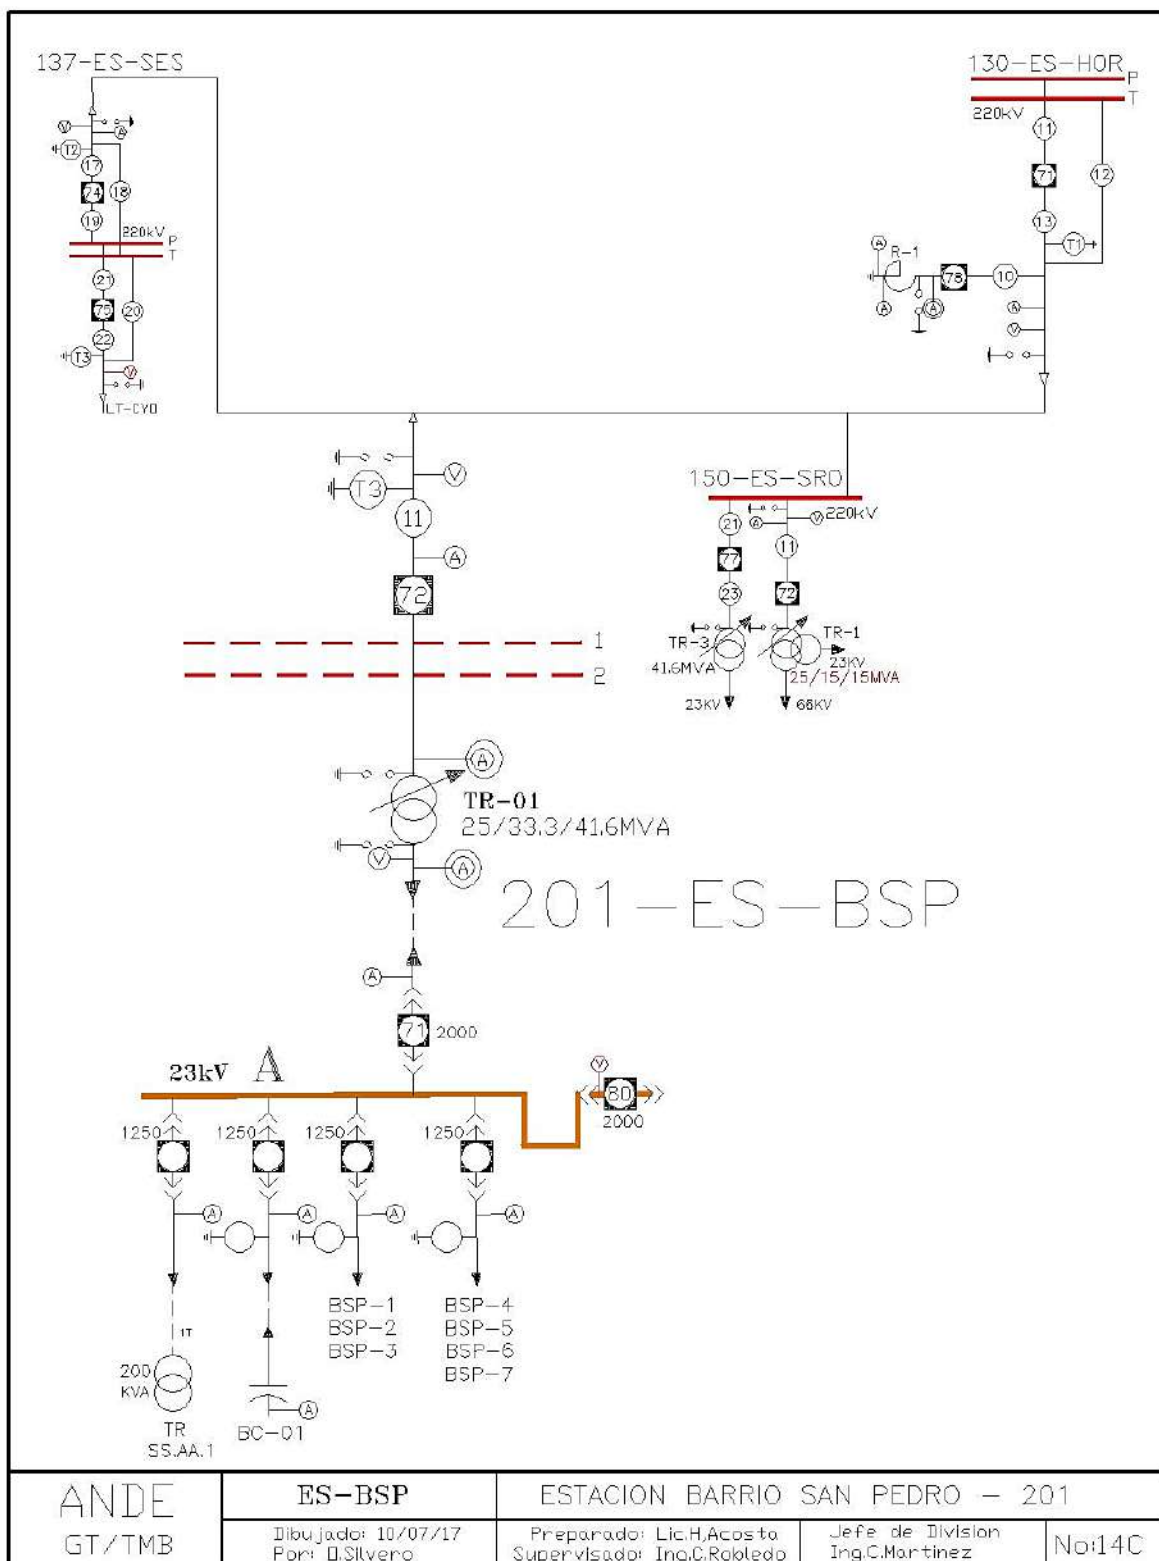 137-ES-SES
130-ES-HOR
P
T
220kV
V
A
T2
17
74
18
19
220kV
P
T
21
75
20
22
T3
V
LT-CYO
11
71
12
13
T1
A
R-1
78
10
A
A
A
V
T3
V
11
A
72
1
2
150-ES-SRO
220kV
21
A
V
11
77
23
72
TR-3
41.6MVA
TR-1
23KV
25/15/15MVA
23KV
66KV
A
TR-01
25/33.3/41.6MVA
V
A
201-ES-BSP
A
71
2000
23kV A
V
80
2000
1250
1250
1250
1250
A
A
A
A
BSP-1
BSP-2
BSP-3
BSP-4
BSP-5
BSP-6
BSP-7
1T
200
KVA
TR
SS.AA.1
A
BC-01
ANDE
GT/TMB
ES-BSP
Dibujado: 10/07/17
Por: D.Silvero
ESTACION BARRIO SAN PEDRO - 201
Preparado: Lic.H.Acosta
Supervisado: Ing.C.Robledo
Jefe de Division
Ing.C.Martinez
No:14C